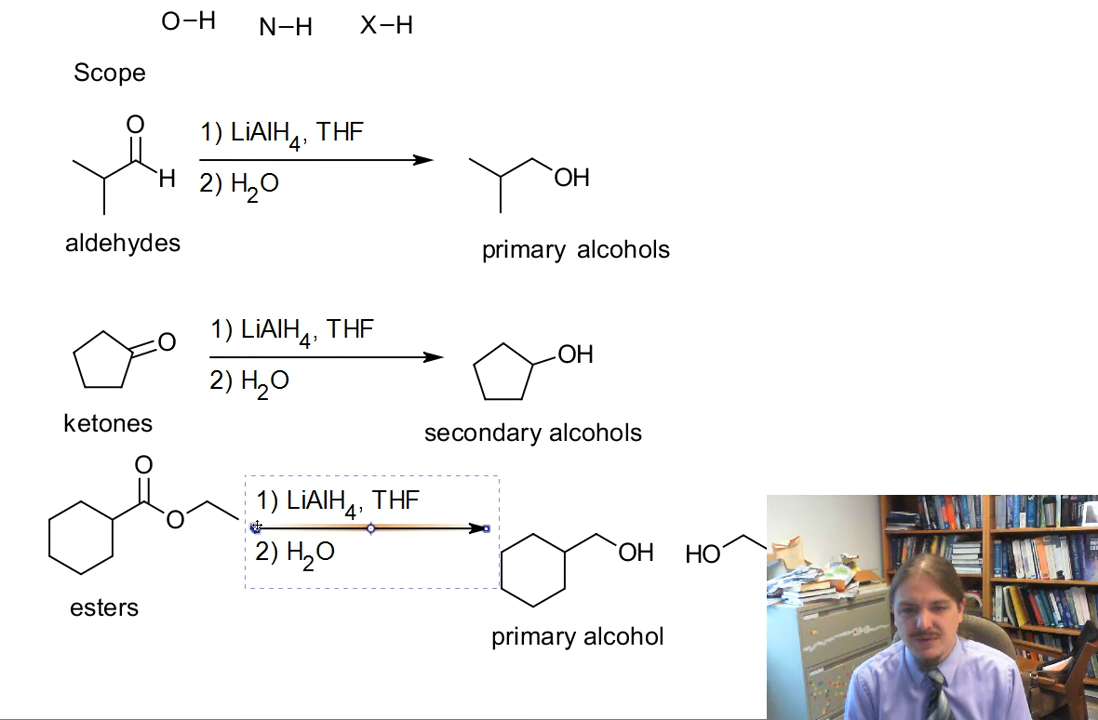 O–H N–H X–H
Scope
O
H
1) LiAlH4, THF
2) H2O
OH
aldehydes
primary alcohols
O
1) LiAlH4, THF
2) H2O
OH
ketones
secondary alcohols
O
O
1) LiAlH4, THF
2) H2O
OH
HO
esters
primary alcohol